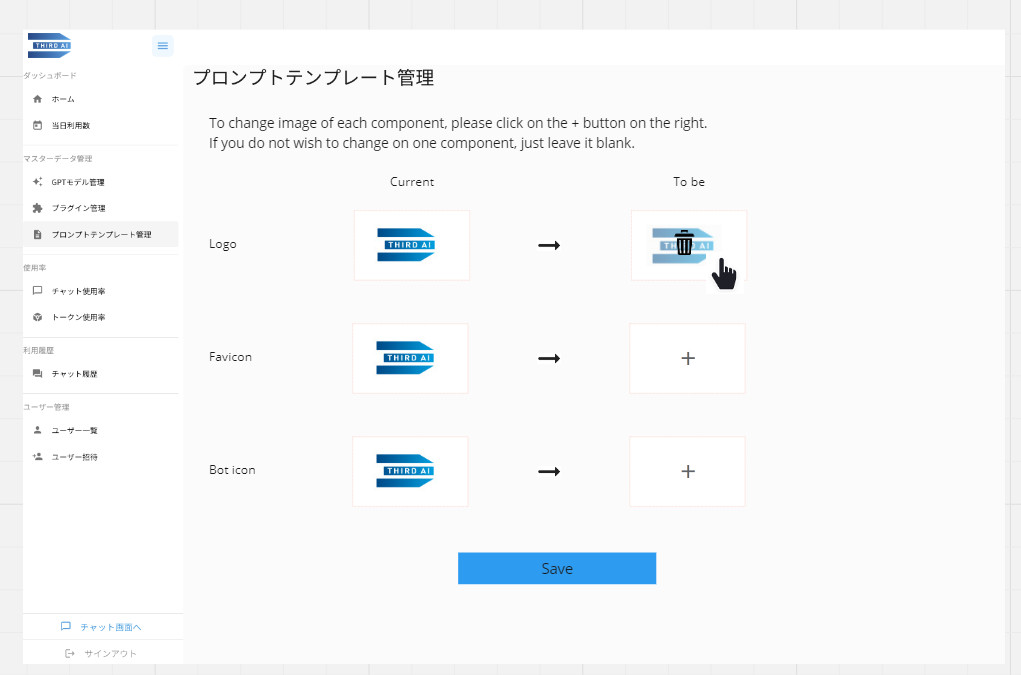 THIRD AI
ダッシュボード
ホーム
当日利用数
マスターデータ管理
GPTモデル管理
プラグイン管理
プロンプトテンプレート管理
使用率
チャット使用率
トークン使用率
利用履歴
チャット履歴
ユーザー管理
ユーザー一覧
ユーザー招待
チャット画面へ
サインアウト
プロンプトテンプレート管理
To change image of each component, please click on the + button on the right.
If you do not wish to change on one component, just leave it blank.
Current To be
Logo THIRD AI THIRD AI
Favicon THIRD AI
Bot icon THIRD AI
Save